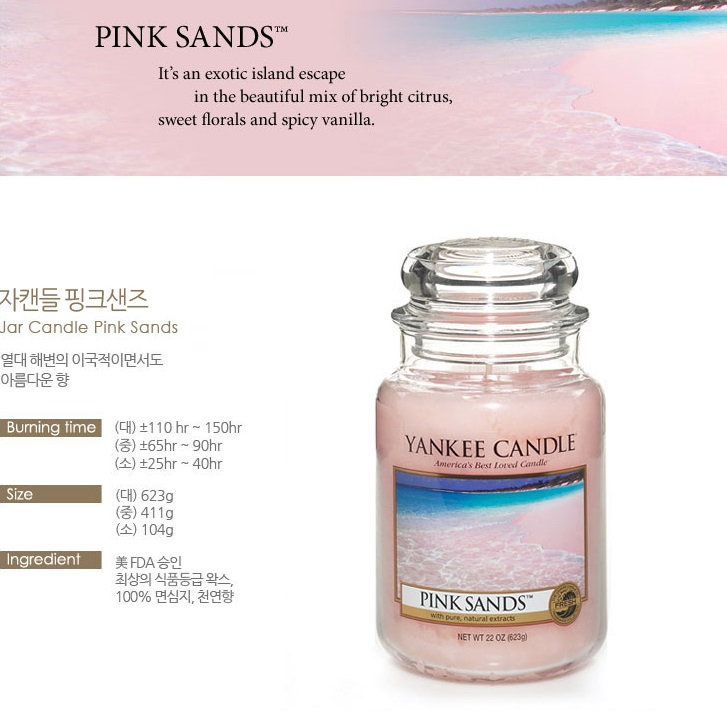 PINK SANDS™
It's an exotic island escape
in the beautiful mix of bright citrus,
sweet florals and spicy vanilla.
자캔들 핑크샌즈
Jar Candle Pink Sands
열대 해변의 이국적이면서도
아름다운 향
Burning time
(대) ±110 hr ~ 150hr
(중) ±65hr ~ 90hr
(소) ±25hr ~ 40hr
Size
(대) 623g
(중) 411g
(소) 104g
Ingredient
美 FDA 승인
최상의 식품등급 왁스,
100% 면심지, 천연향
YANKEE CANDLE
America's Best Loved Candle
PINK SANDS™
with pure, natural extracts
FRESH
NET WT 22 OZ (623g)